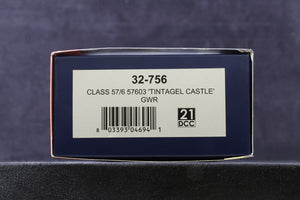 32-756
CLASS 57/6 57603 'TINTAGEL CASTLE'
GWR
8 03393 04694 1
21
DCC